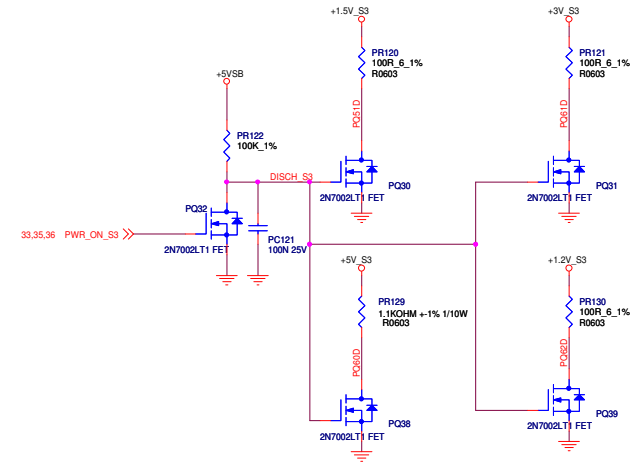 +1.5V_S3
+3V_S3
PR120
100R_6_1%
R0603
PR121
100R_6_1%
R0603
+5VSB
PQ51D
PQ61D
PR122
100K_1%
DISCH_S3
PQ30
2N7002LT1 FET
PQ31
2N7002LT1 FET
PQ32
33,35,36 PWR_ON_S3
2N7002LT1 FET
PC121
100N 25V
+5V_S3
+1.2V_S3
PR129
1.1KOHM +-1% 1/10W
R0603
PR130
100R_6_1%
R0603
PQ60D
PQ62D
PQ38
2N7002LT1 FET
PQ39
2N7002LT1 FET